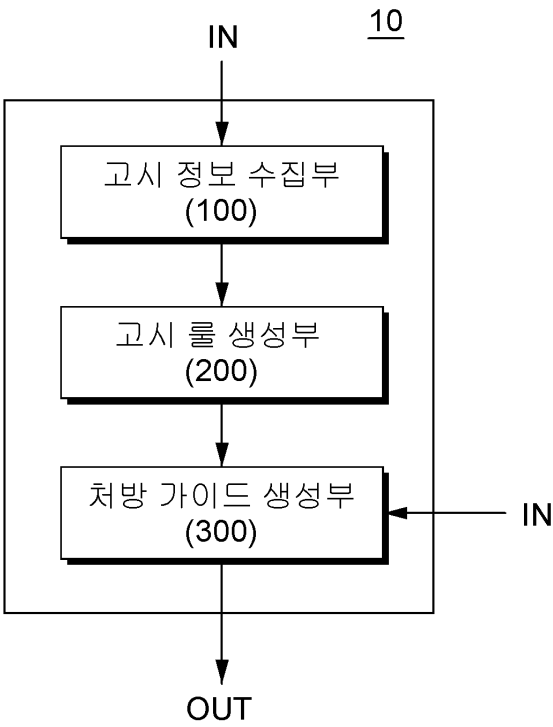 10
IN
고시 정보 수집부
(100)
고시 룰 생성부
(200)
처방 가이드 생성부
(300)
IN
OUT